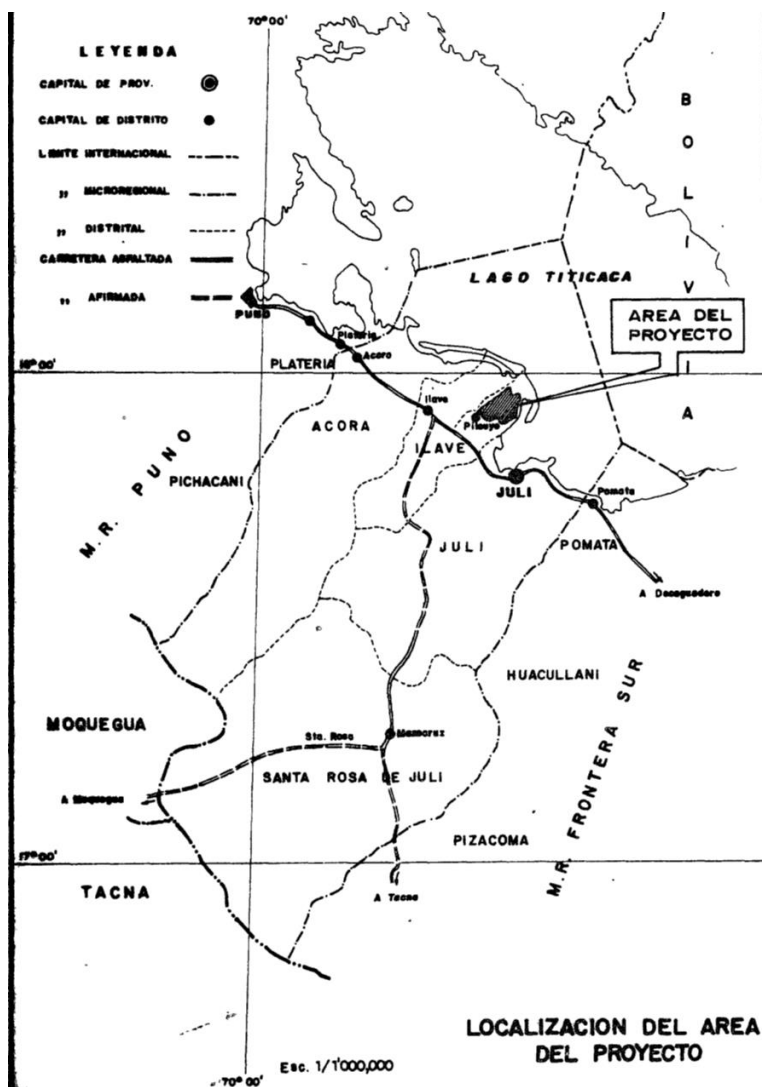 70°00'
LEYENDA
CAPITAL DE PROV.
CAPITAL DE DISTRITO
LIMITE INTERNACIONAL
,, MICROREGIONAL
,, DISTRITAL
CARRETERA ASFALTADA
,, AFIRMADA
BOLIVIA
LAGO TITICACA
AREA DEL
PROYECTO
PUNO
Plateria
Acora
PLATERIA
16°00'
ACORA
Ilave
Pilcuyo
ILAVE
M.R. PUNO
PICHACANI
JULI
Pomata
JULI
POMATA
A Desaguadero
HUACULLANI
MOQUEGUA
Sta. Rosa
Mazocruz
A Moquegua
SANTA ROSA DE JULI
M.R. FRONTERA SUR
PIZACOMA
17°00'
TACNA
A Tacna
LOCALIZACION DEL AREA
DEL PROYECTO
Esc. 1/1'000,000
70°00'